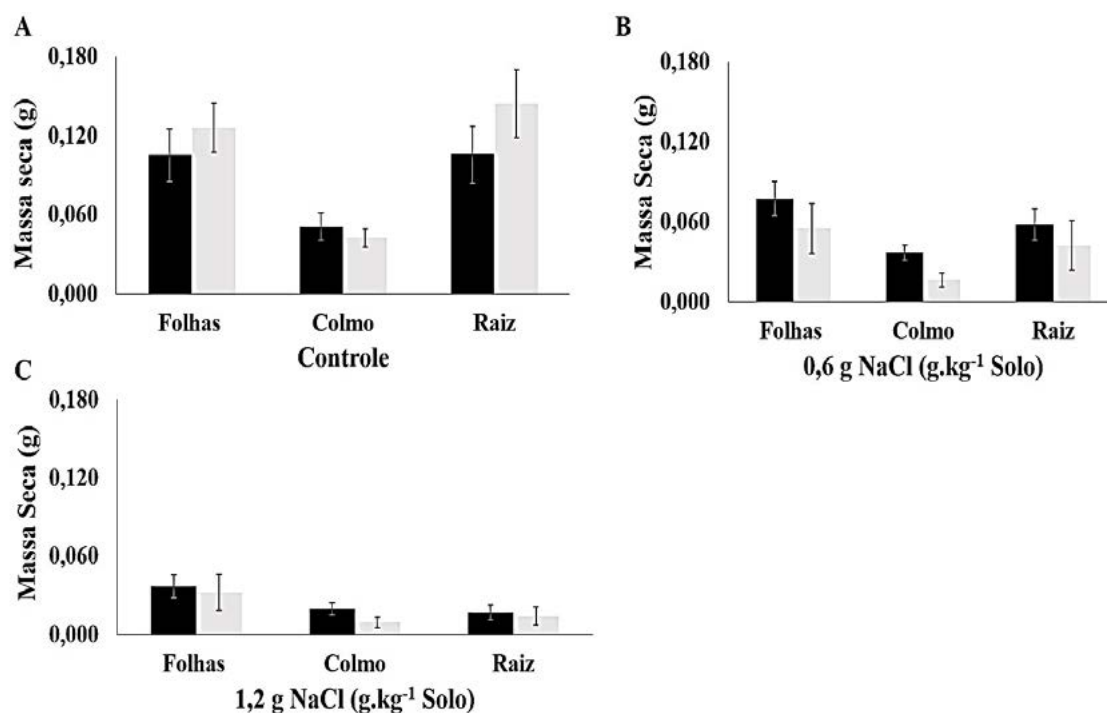 A
Massa seca (g)
0,180
0,120
0,060
0,000
Folhas Colmo Raiz
Controle
B
Massa Seca (g)
0,180
0,120
0,060
0,000
Folhas Colmo Raiz
0,6 g NaCl (g.kg⁻¹ Solo)
C
Massa Seca (g)
0,180
0,120
0,060
0,000
Folhas Colmo Raiz
1,2 g NaCl (g.kg⁻¹ Solo)